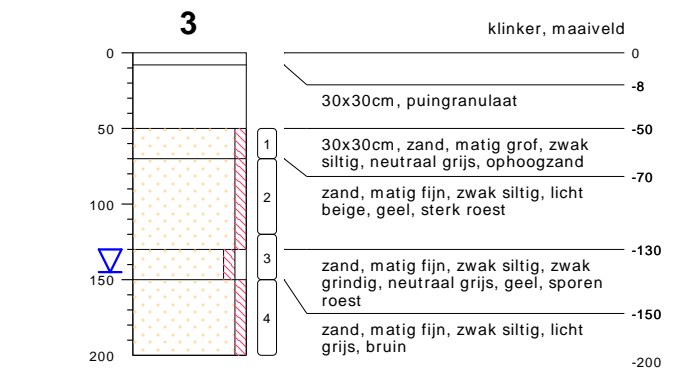 3
klinker, maaiveld
0
0
-8
30x30cm, puingranulaat
50
-50
1
30x30cm, zand, matig grof, zwak
siltig, neutraal grijs, ophoogzand
-70
2
zand, matig fijn, zwak siltig, licht
beige, geel, sterk roest
100
-130
3
zand, matig fijn, zwak siltig, zwak
grindig, neutraal grijs, geel, sporen
roest
150
-150
4
zand, matig fijn, zwak siltig, licht
grijs, bruin
200
-200